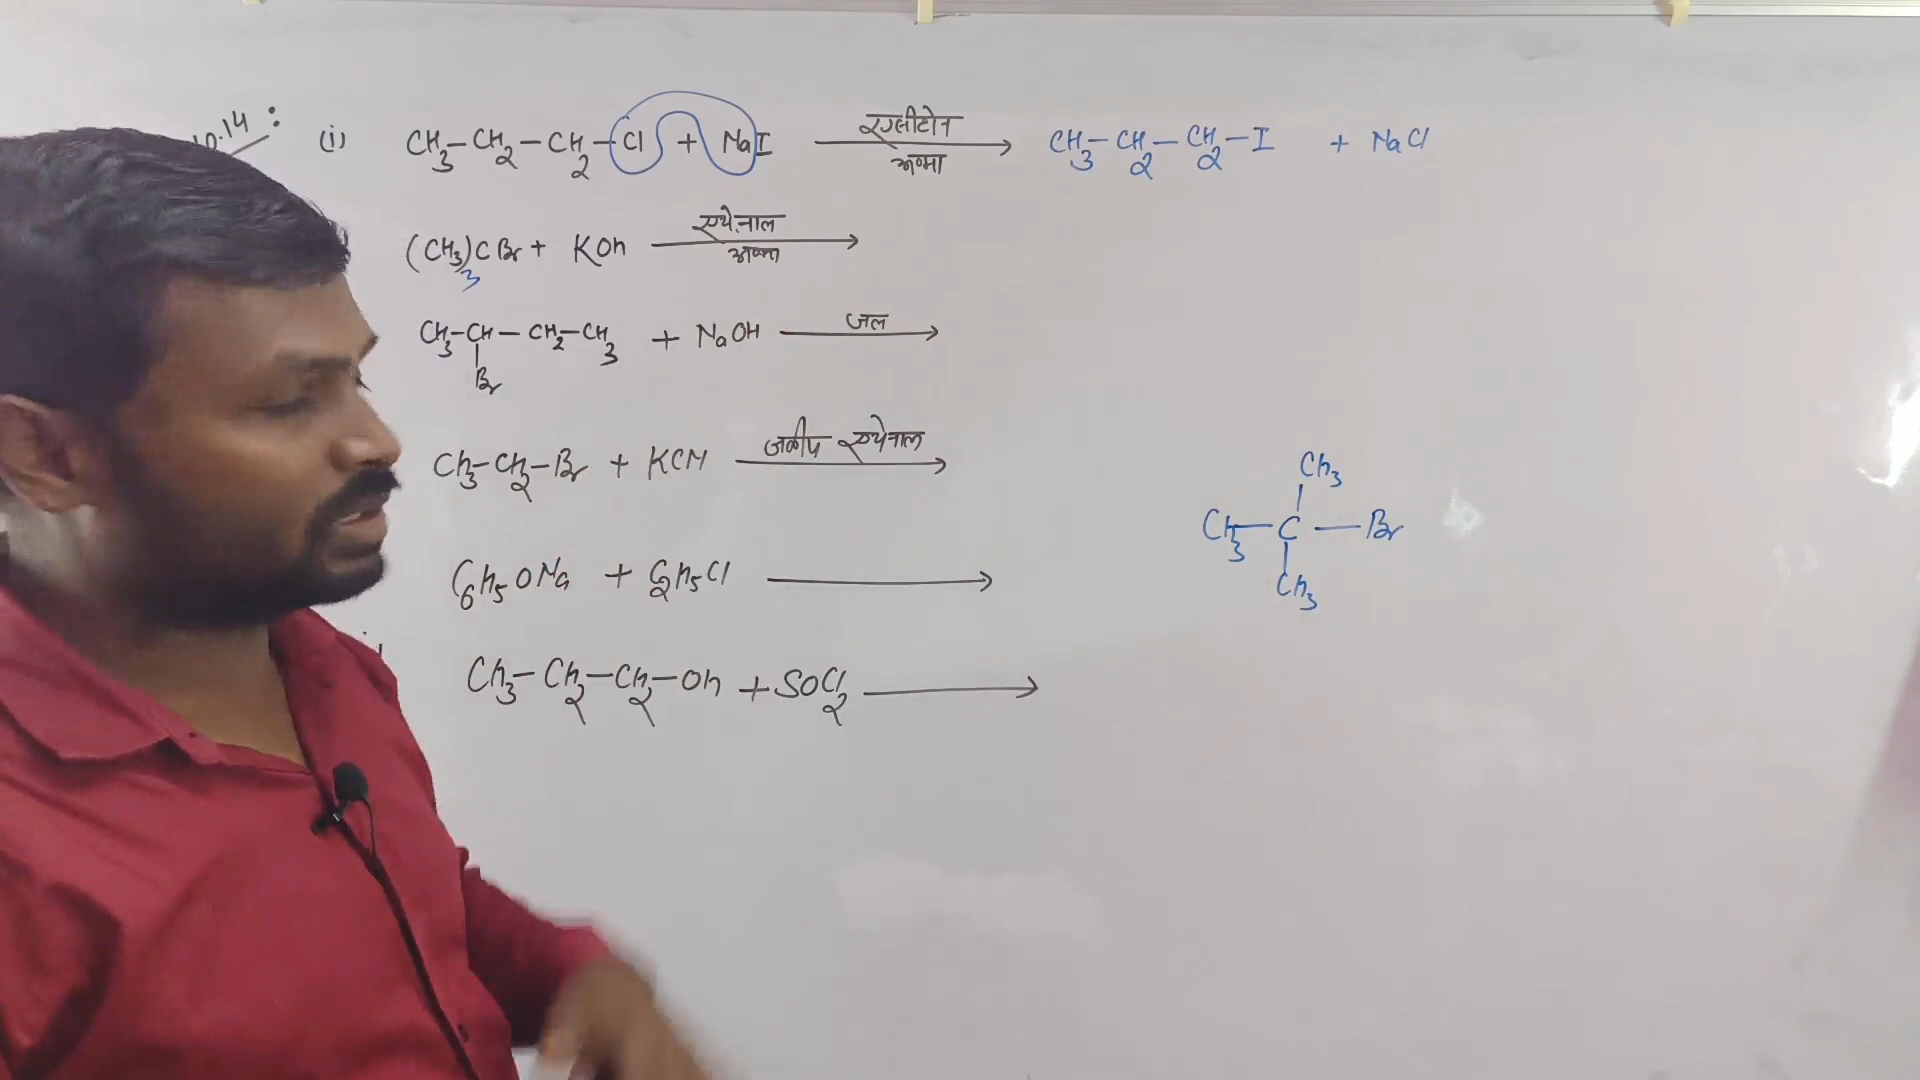 10.14 :
(i) CH3-CH2-CH2-Cl + NaI एसीटोन ऊष्मा CH3-CH2-CH2-I + NaCl
(CH3)3CBr + KOh एथेनाल ऊष्मा
CH3-CH-CH2-CH3 + NaOH जल
Br
CH3-CH2-Br + KCN जलीय एथेनाल
C6h5ONa + C2h5Cl
Ch3-Ch2-Ch2-Oh + SOCl2
Ch3
Ch3-C-Br
Ch3